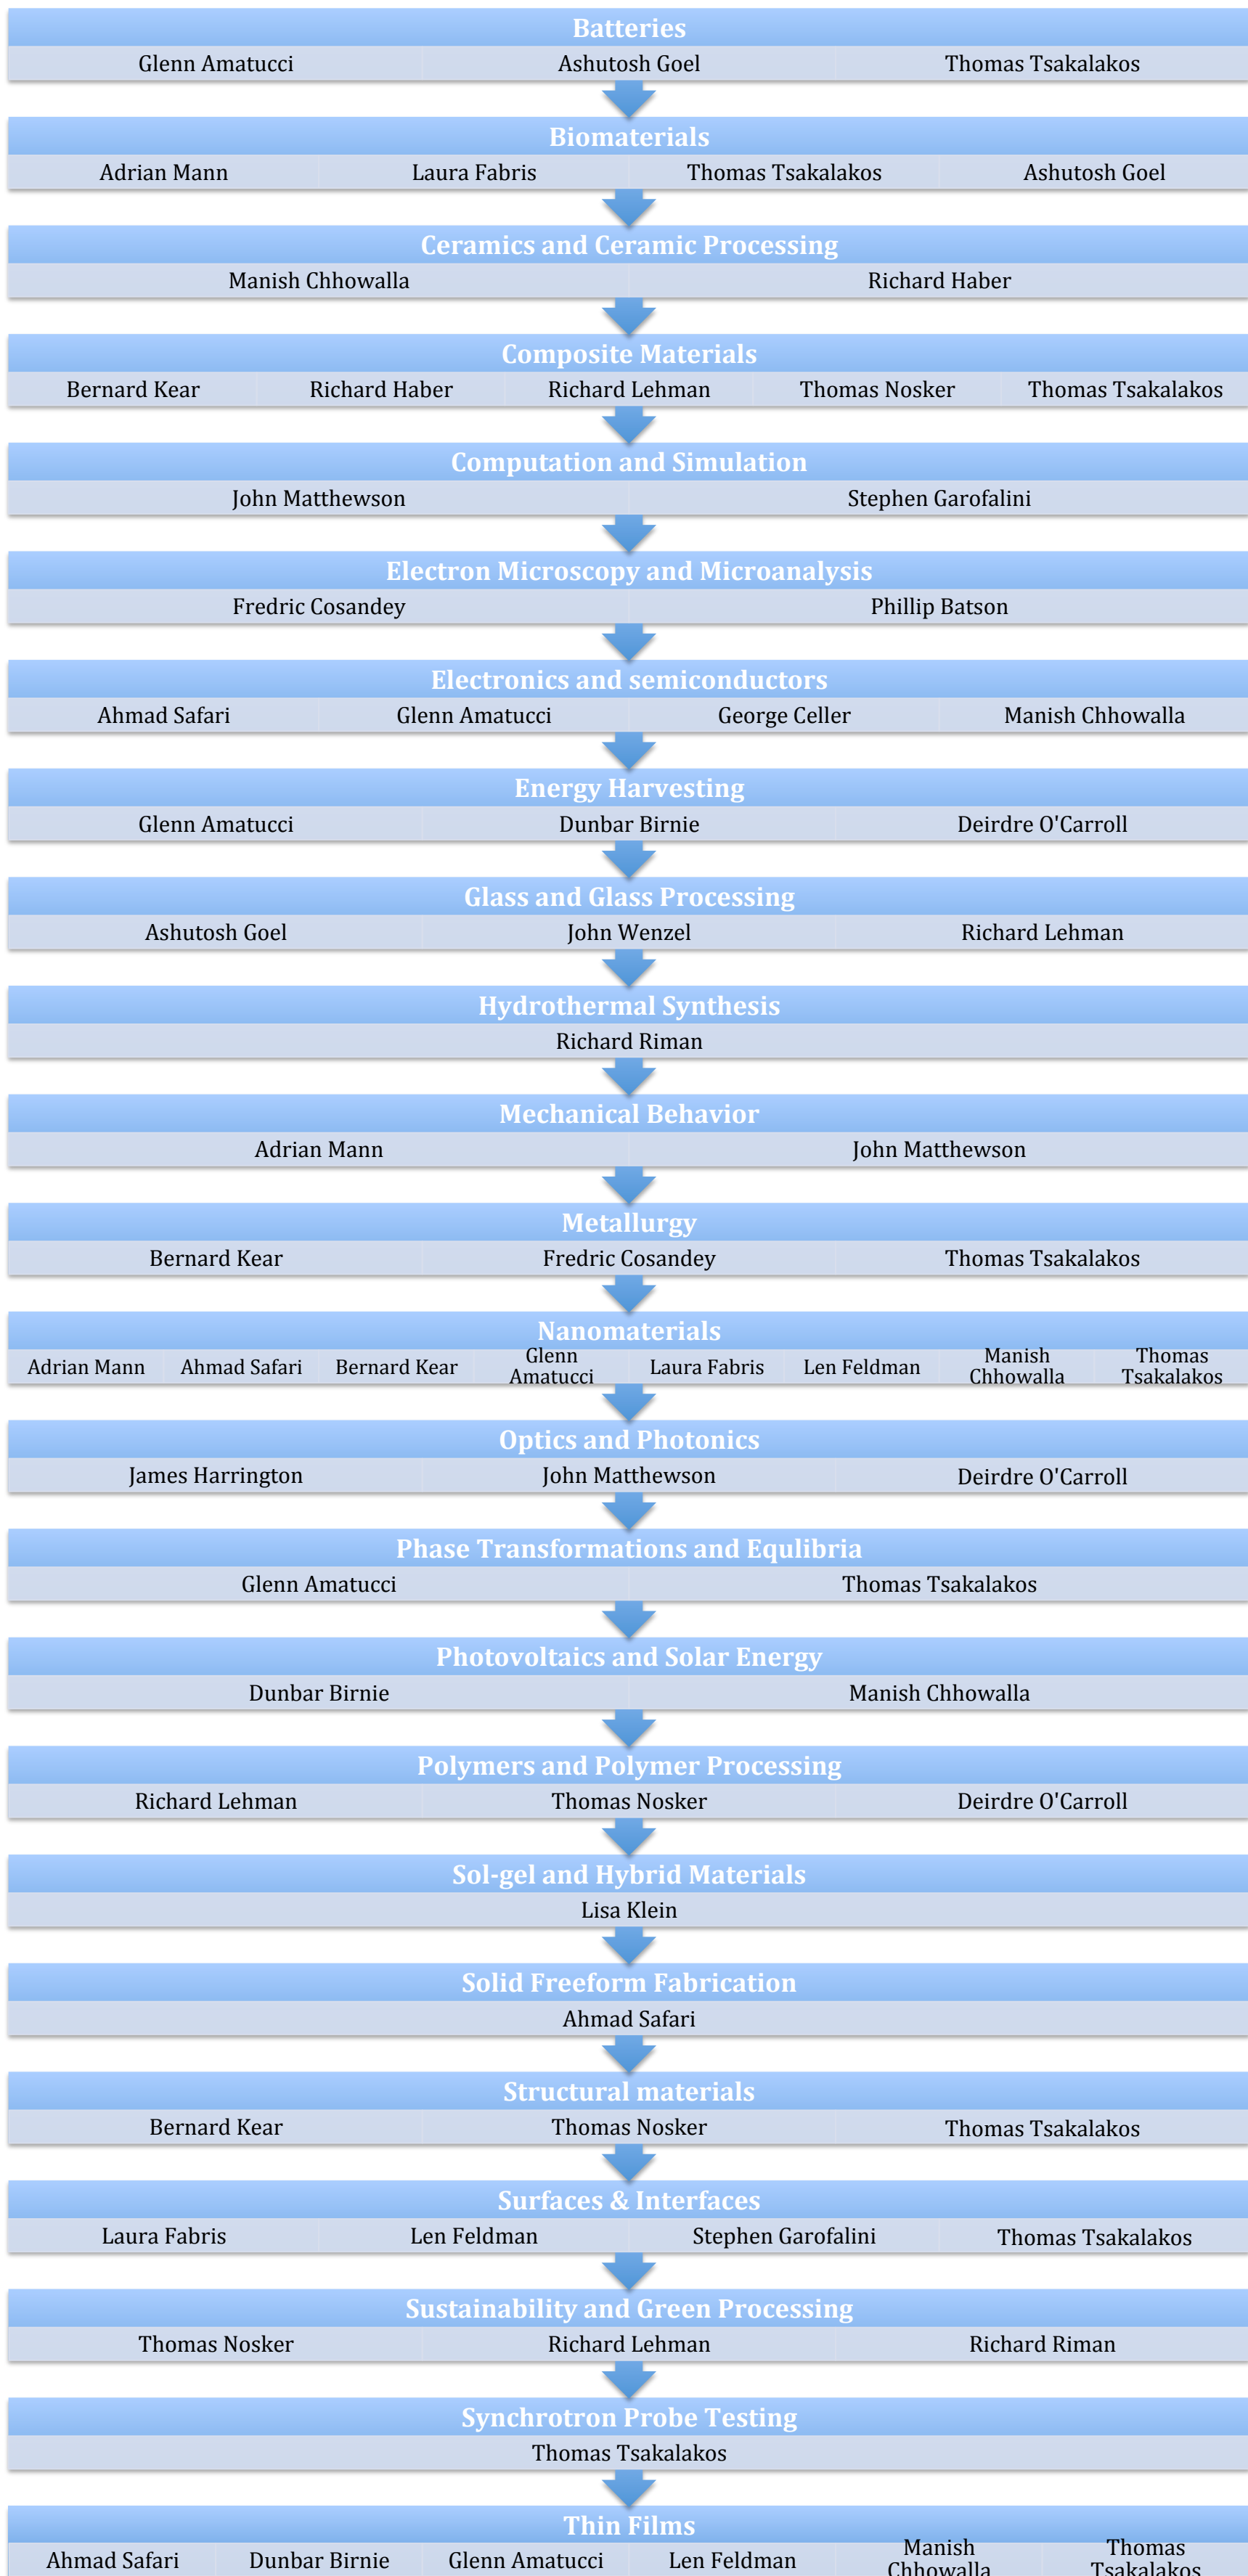 Batteries
Glenn Amatucci Ashutosh Goel Thomas Tsakalakos
Biomaterials
Adrian Mann Laura Fabris Thomas Tsakalakos Ashutosh Goel
Ceramics and Ceramic Processing
Manish Chhowalla Richard Haber
Composite Materials
Bernard Kear Richard Haber Richard Lehman Thomas Nosker Thomas Tsakalakos
Computation and Simulation
John Matthewson Stephen Garofalini
Electron Microscopy and Microanalysis
Fredric Cosandey Phillip Batson
Electronics and semiconductors
Ahmad Safari Glenn Amatucci George Celler Manish Chhowalla
Energy Harvesting
Glenn Amatucci Dunbar Birnie Deirdre O'Carroll
Glass and Glass Processing
Ashutosh Goel John Wenzel Richard Lehman
Hydrothermal Synthesis
Richard Riman
Mechanical Behavior
Adrian Mann John Matthewson
Metallurgy
Bernard Kear Fredric Cosandey Thomas Tsakalakos
Nanomaterials
Adrian Mann Ahmad Safari Bernard Kear Glenn Amatucci Laura Fabris Len Feldman Manish Chhowalla Thomas Tsakalakos
Optics and Photonics
James Harrington John Matthewson Deirdre O'Carroll
Phase Transformations and Equlibria
Glenn Amatucci Thomas Tsakalakos
Photovoltaics and Solar Energy
Dunbar Birnie Manish Chhowalla
Polymers and Polymer Processing
Richard Lehman Thomas Nosker Deirdre O'Carroll
Sol-gel and Hybrid Materials
Lisa Klein
Solid Freeform Fabrication
Ahmad Safari
Structural materials
Bernard Kear Thomas Nosker Thomas Tsakalakos
Surfaces & Interfaces
Laura Fabris Len Feldman Stephen Garofalini Thomas Tsakalakos
Sustainability and Green Processing
Thomas Nosker Richard Lehman Richard Riman
Synchrotron Probe Testing
Thomas Tsakalakos
Thin Films
Ahmad Safari Dunbar Birnie Glenn Amatucci Len Feldman Manish Chhowalla Thomas Tsakalakos